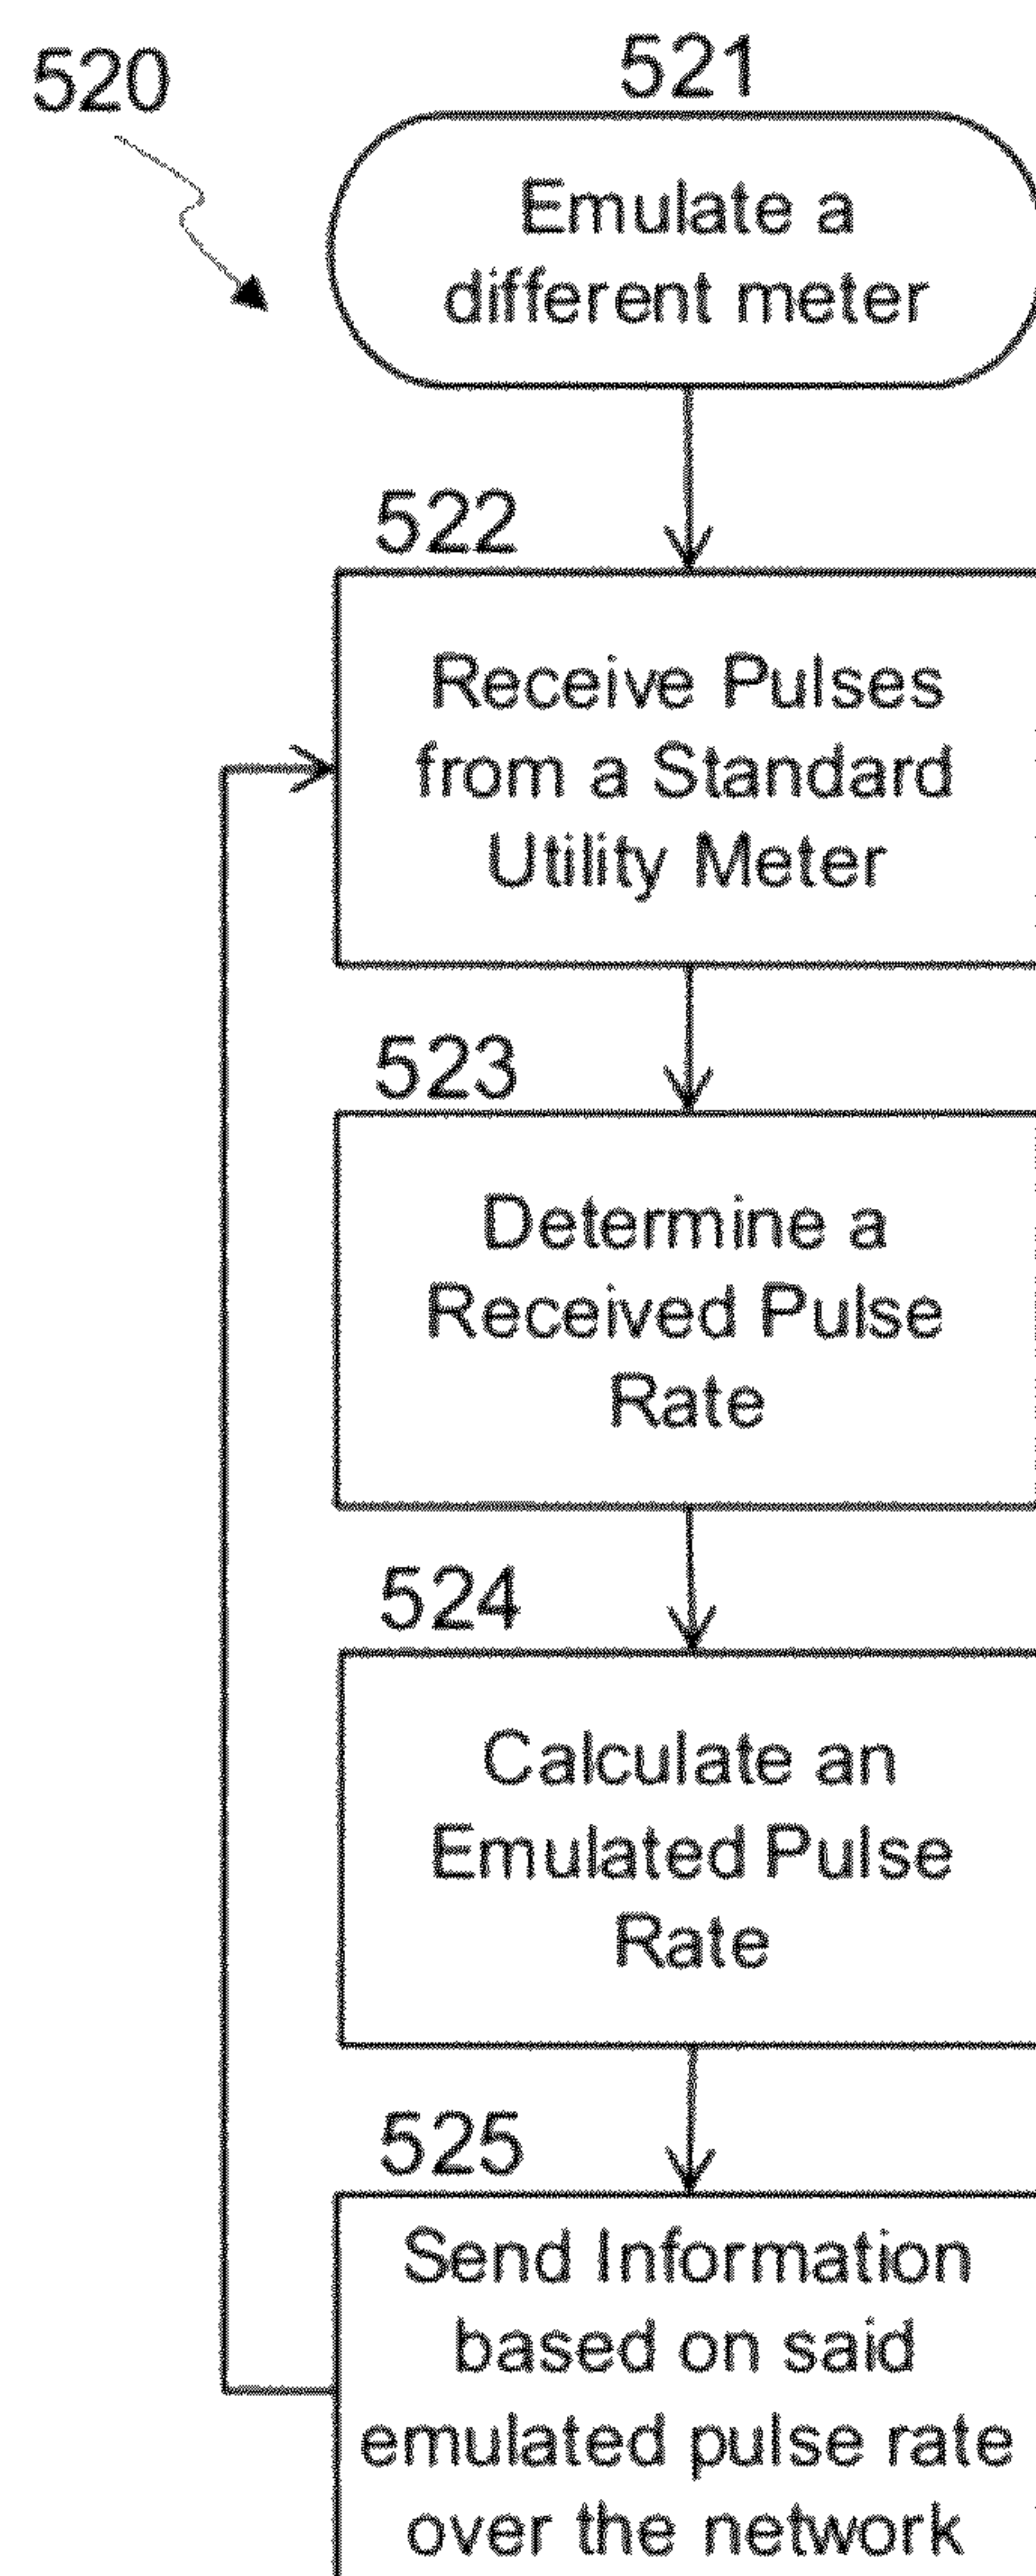 520
521
Emulate a
different meter
522
Receive Pulses
from a Standard
Utility Meter
523
Determine a
Received Pulse
Rate
524
Calculate an
Emulated Pulse
Rate
525
Send Information
based on said
emulated pulse rate
over the network